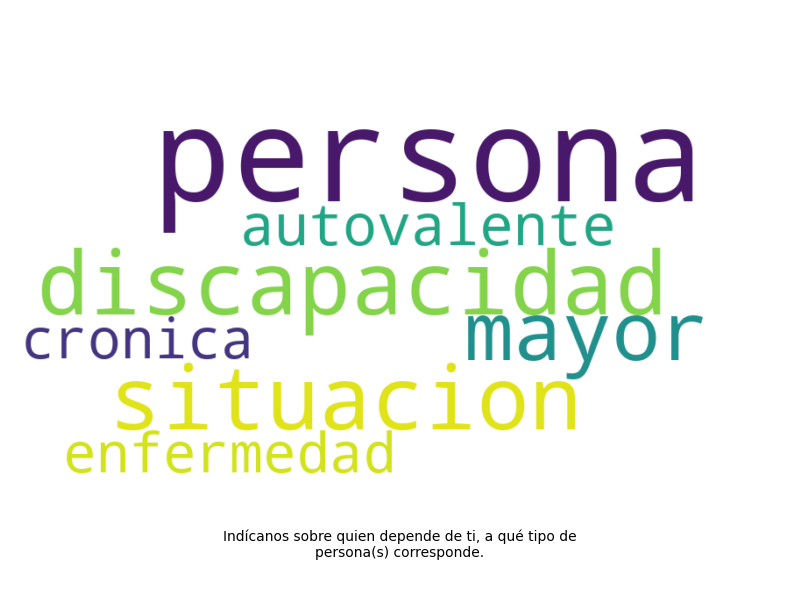 persona
autovalente
discapacidad
cronica
mayor
situacion
enfermedad
Indícanos sobre quien depende de ti, a qué tipo de
persona(s) corresponde.